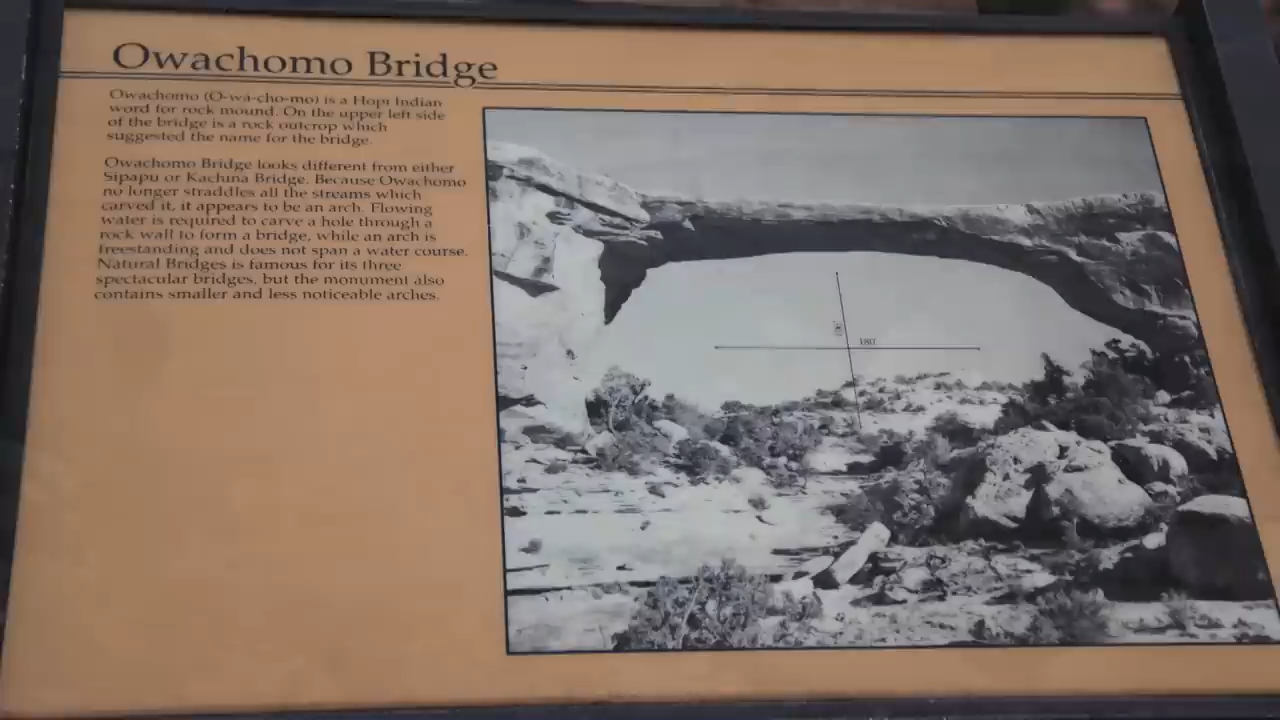 Owachomo Bridge
Owachomo (O-wá-cho-mo) is a Hopi Indian
word for rock mound. On the upper left side
of the bridge is a rock outcrop which
suggested the name for the bridge.
Owachomo Bridge looks different from either
Sipapu or Kachina Bridge. Because Owachomo
no longer straddles all the streams which
carved it, it appears to be an arch. Flowing
water is required to carve a hole through a
rock wall to form a bridge, while an arch is
freestanding and does not span a water course.
Natural Bridges is famous for its three
spectacular bridges, but the monument also
contains smaller and less noticeable arches.